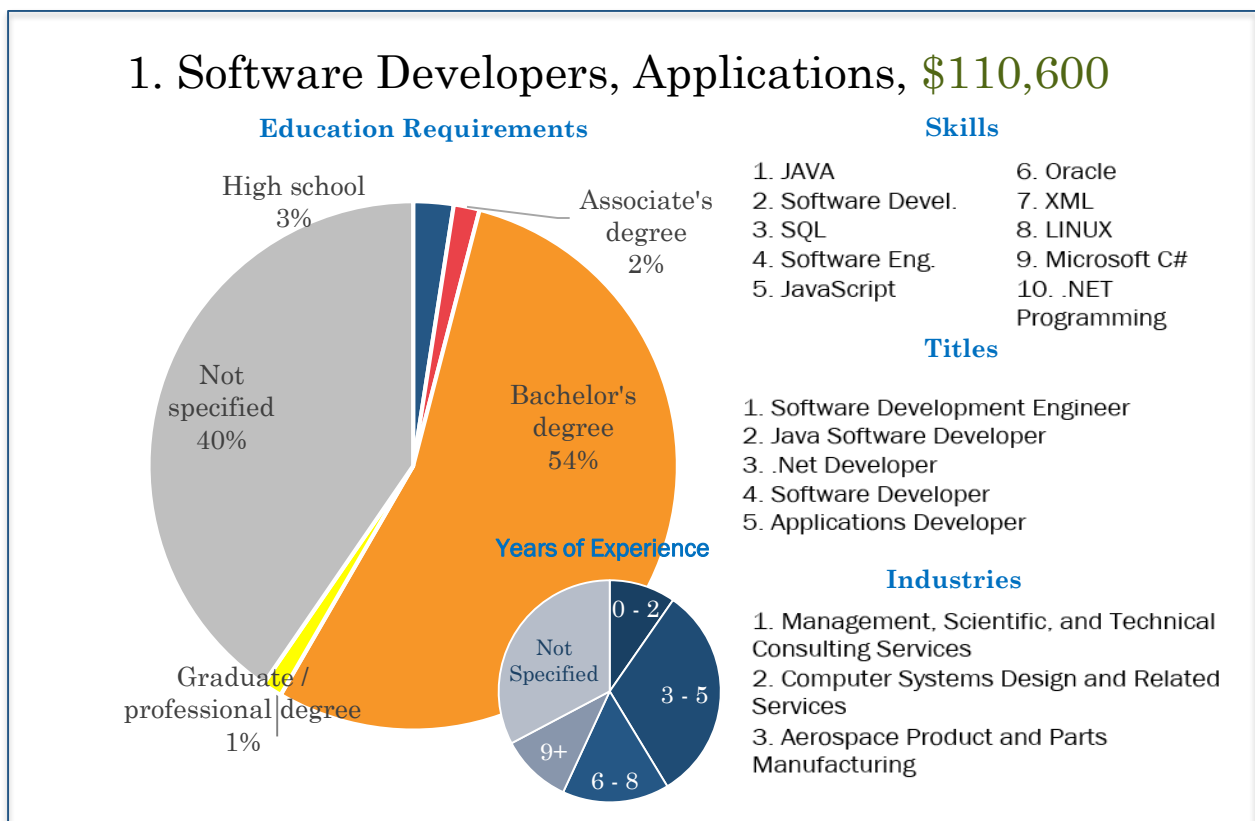 1. Software Developers, Applications, $110,600
Education Requirements
High school
3%
Associate's
degree
2%
Not
specified
40%
Bachelor's
degree
54%
Graduate /
professional degree
1%
Years of Experience
0 - 2
3 - 5
6 - 8
9+
Not
Specified
Skills
1. JAVA
2. Software Devel.
3. SQL
4. Software Eng.
5. JavaScript
6. Oracle
7. XML
8. LINUX
9. Microsoft C#
10. .NET
Programming
Titles
1. Software Development Engineer
2. Java Software Developer
3. .Net Developer
4. Software Developer
5. Applications Developer
Industries
1. Management, Scientific, and Technical
Consulting Services
2. Computer Systems Design and Related
Services
3. Aerospace Product and Parts
Manufacturing